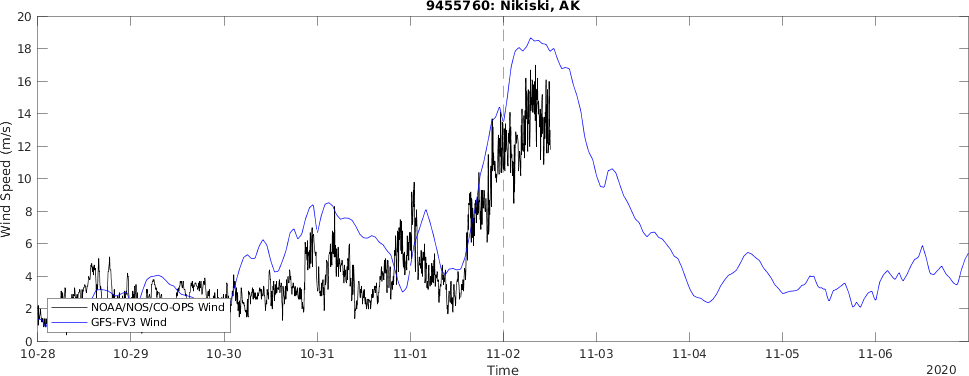 9455760: Nikiski, AK
20
18
16
14
12
10
8
6
4
2
0
Wind Speed (m/s)
NOAA/NOS/CO-OPS Wind
GFS-FV3 Wind
10-28 10-29 10-30 10-31 11-01 11-02 11-03 11-04 11-05 11-06
Time
2020